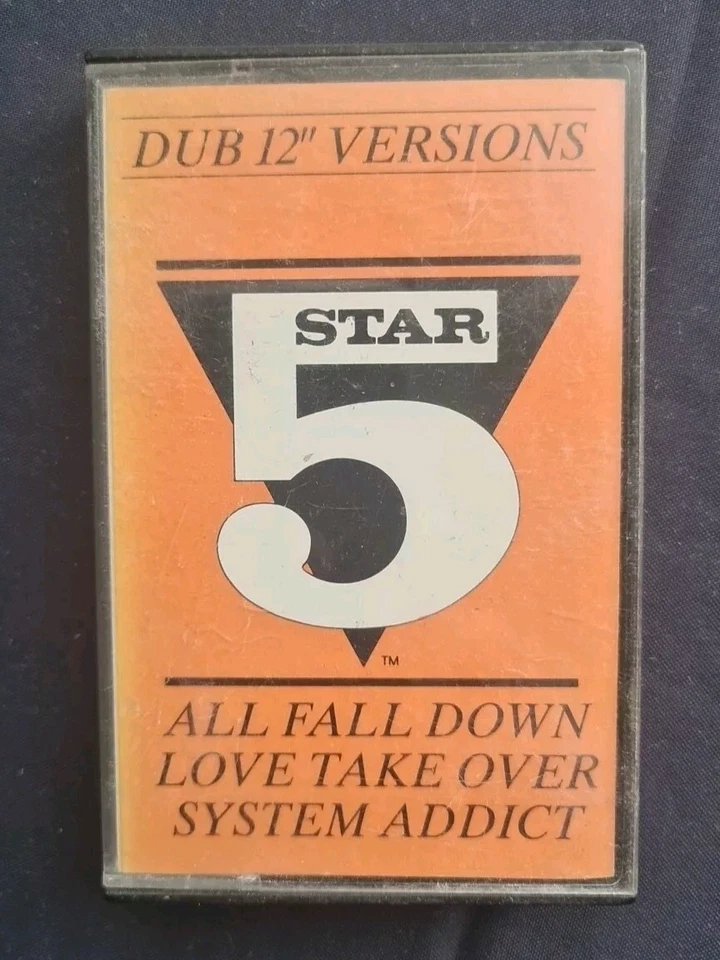 DUB 12" VERSIONS
STAR
5
TM
ALL FALL DOWN
LOVE TAKE OVER
SYSTEM ADDICT